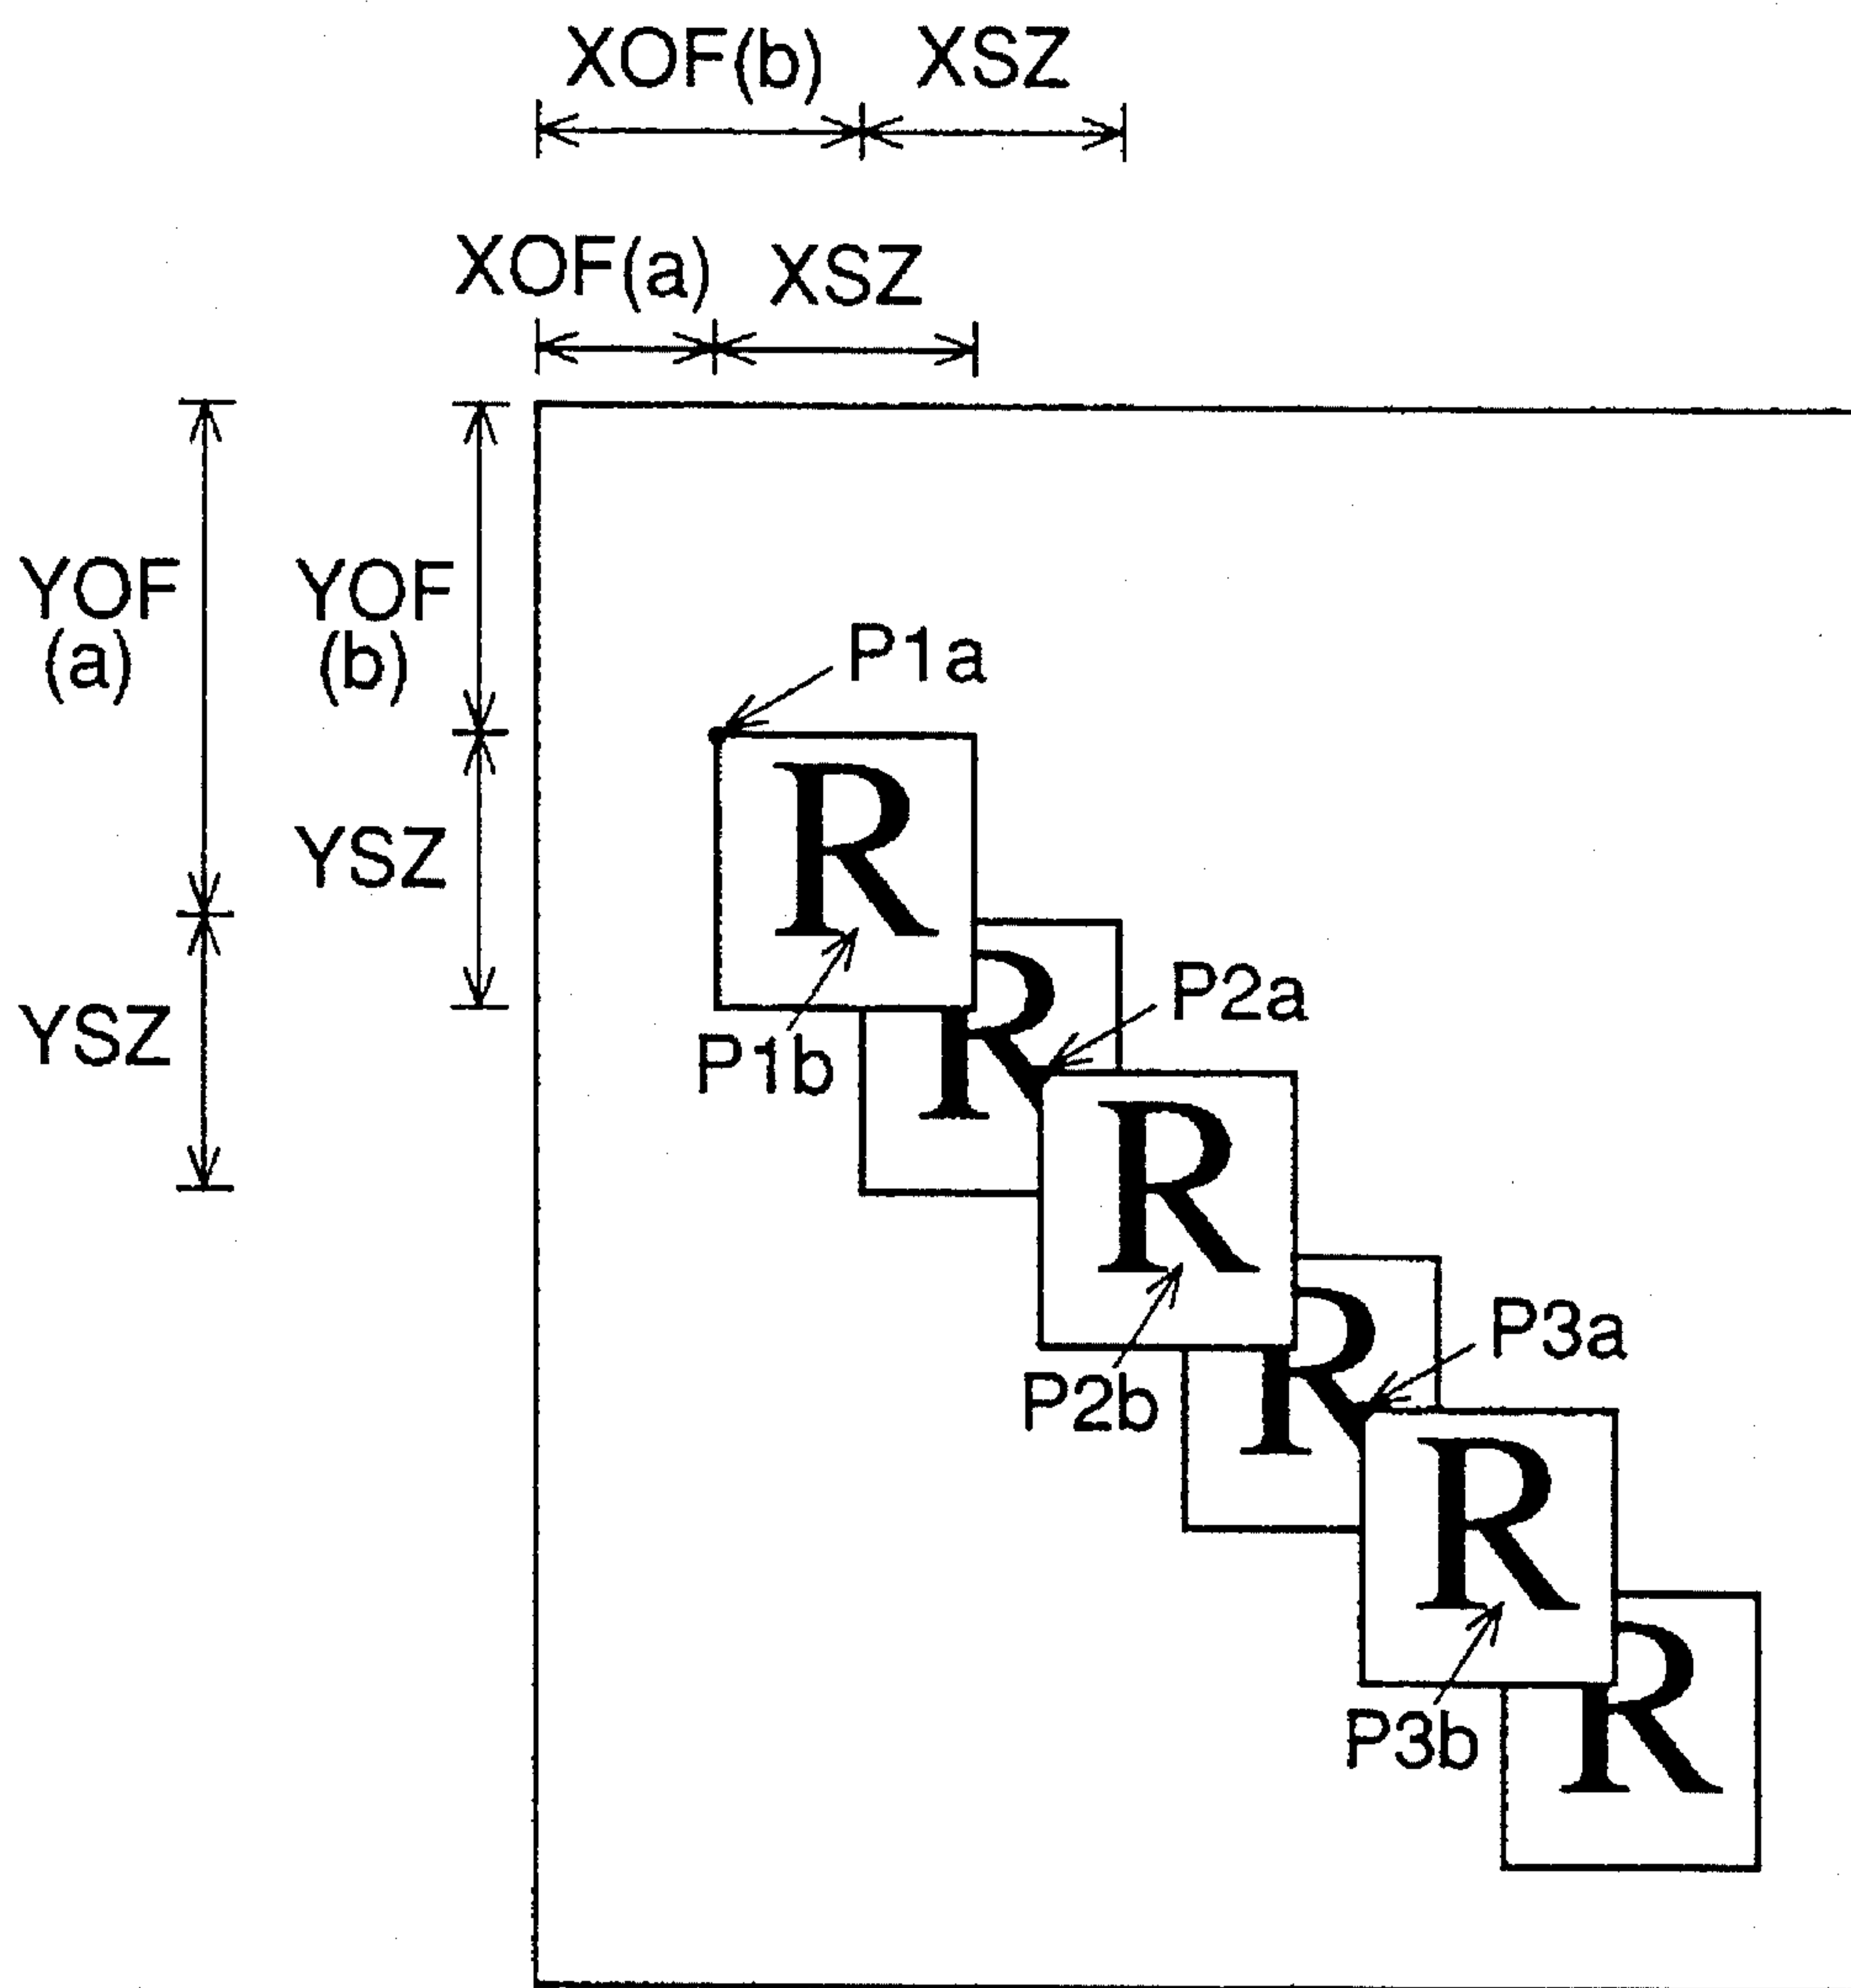 XOF(b) XSZ
XOF(a) XSZ
YOF
(a)
YOF
(b)
P1a
R
YSZ
R
P2a
YSZ
P1b
R
R
P3a
P2b
R
R
P3b